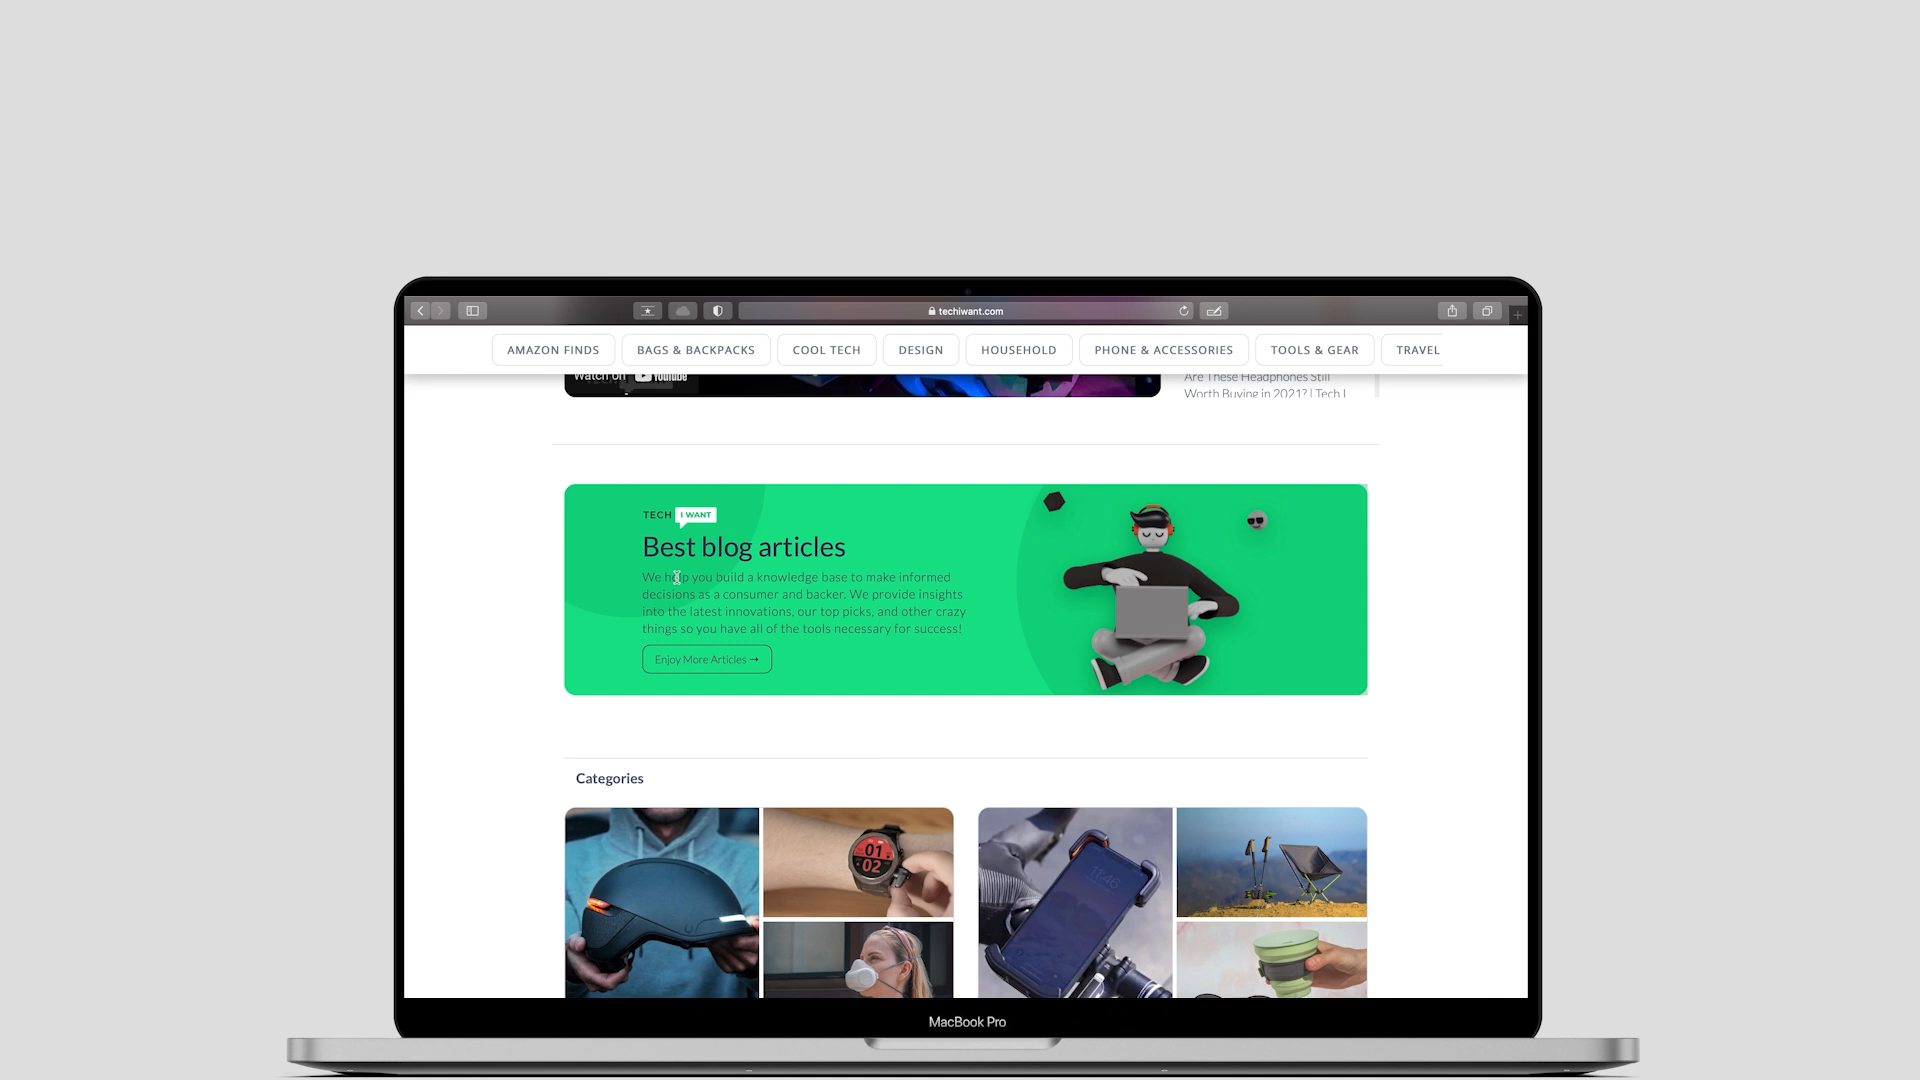 techiwant.com
AMAZON FINDS
BAGS & BACKPACKS
COOL TECH
DESIGN
HOUSEHOLD
PHONE & ACCESSORIES
TOOLS & GEAR
TRAVEL
Watch on YouTube
Are These Headphones Still
Worth Buying in 2021? | Tech I
TECH I WANT
Best blog articles
We help you build a knowledge base to make informed
decisions as a consumer and backer. We provide insights
into the latest innovations, our top picks, and other crazy
things so you have all of the tools necessary for success!
Enjoy More Articles →
Categories
01
02
11:46
MacBook Pro